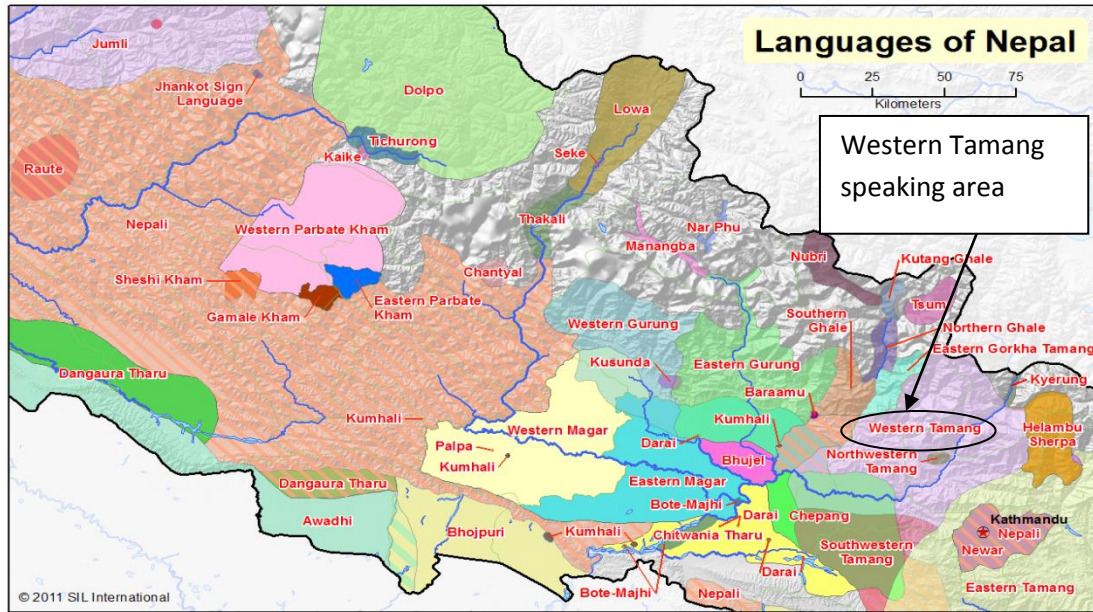 Languages of Nepal
0 25 50 75
Kilometers
Western Tamang
speaking area
Jumli
Jhankot Sign
Language
Dolpo
Lowa
Tichurong
Kaike
Seke
Raute
Nepali
Western Parbate Kham
Thakali
Nar Phu
Manangba
Nubri
Kutang Ghale
Sheshi Kham
Chantyal
Tsum
Gamale Kham
Eastern Parbate
Kham
Southern
Ghale
Northern Ghale
Western Gurung
Eastern Gorkha Tamang
Kusunda
Eastern Gurung
Dangaura Tharu
Baraamu
Kyerung
Kumhali
Western Magar
Kumhali
Western Tamang
Helambu
Sherpa
Palpa
Darai
Bhujel
Northwestern
Tamang
Kumhali
Eastern Magar
Dangaura Tharu
Bote-Majhi
Darai
Chepang
Awadhi
Bhojpuri
Kumhali
Chitwania Tharu
Kathmandu
Nepali
Newar
Southwestern
Tamang
Darai
Eastern Tamang
Bote-Majhi
Nepali
© 2011 SIL International